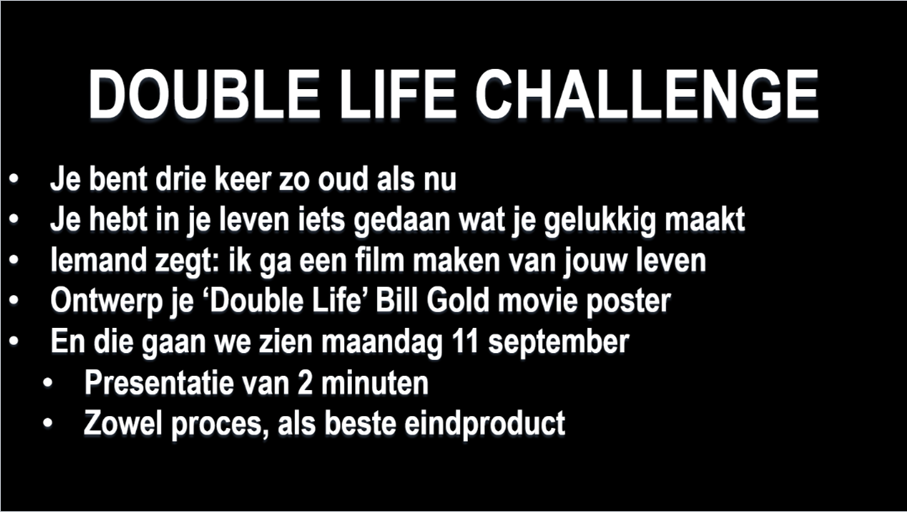 DOUBLE LIFE CHALLENGE
• Je bent drie keer zo oud als nu
• Je hebt in je leven iets gedaan wat je gelukkig maakt
• Iemand zegt: ik ga een film maken van jouw leven
• Ontwerp je ‘Double Life’ Bill Gold movie poster
• En die gaan we zien maandag 11 september
• Presentatie van 2 minuten
• Zowel proces, als beste eindproduct